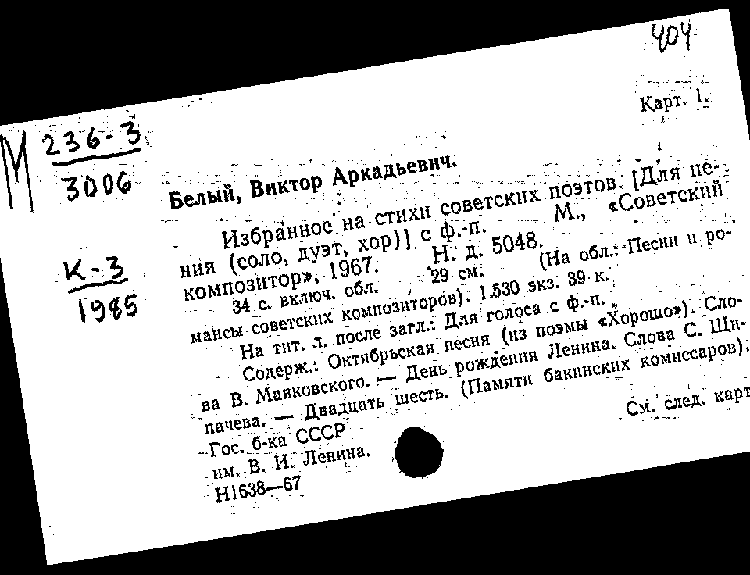 404
Карт. 1.
М 236-3
3006
Белый, Виктор Аркадьевич.
Избранное на стихи советских поэтов. [Для пе-
ния (соло, дуэт, хор)] с ф.-п. М., «Советский
композитор», 1967. Н. д. 5048.
К-3
1985
34 с. включ. обл. 29 см. (На обл.: Песни и ро-
мансы советских композиторов). 1.530 экз. 39 к.
На тит. л. после загл.: Для голоса с ф.-п.
Содерж.: Октябрьская песня (из поэмы «Хорошо»). Сло-
ва В. Маяковского. — День рождения Ленина. Слова С. Щи-
пачева. — Двадцать шесть. (Памяти бакинских комиссаров).
См. след. карт
Гос. б-ка СССР
им. В. И. Ленина.
Н1638—67